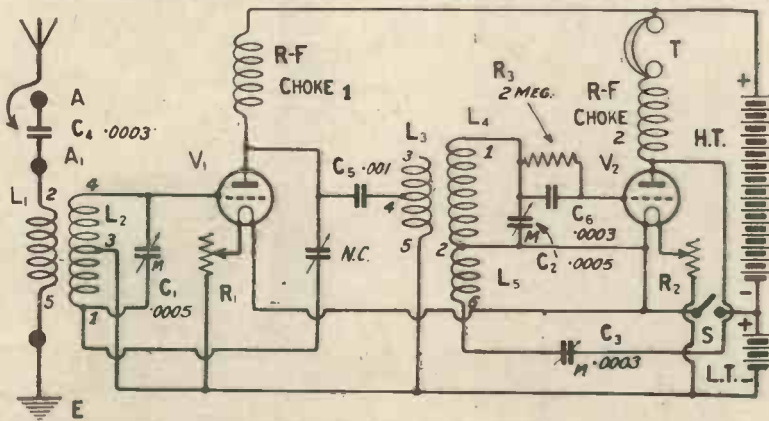 A
C4 .0003
A1
L1
2
5
E
4
L2
3
1
M
C1
.0005
R1
V1
R-F
CHOKE 1
N.C.
C5 .001
L3
3
4
5
L4
1
2
L5
6
R3
2 MEG.
M
C2 .0005
C6
.0003
C3
M .0003
R-F
CHOKE
2
V2
T
R2
S
+
H.T.
-
+
L.T. -